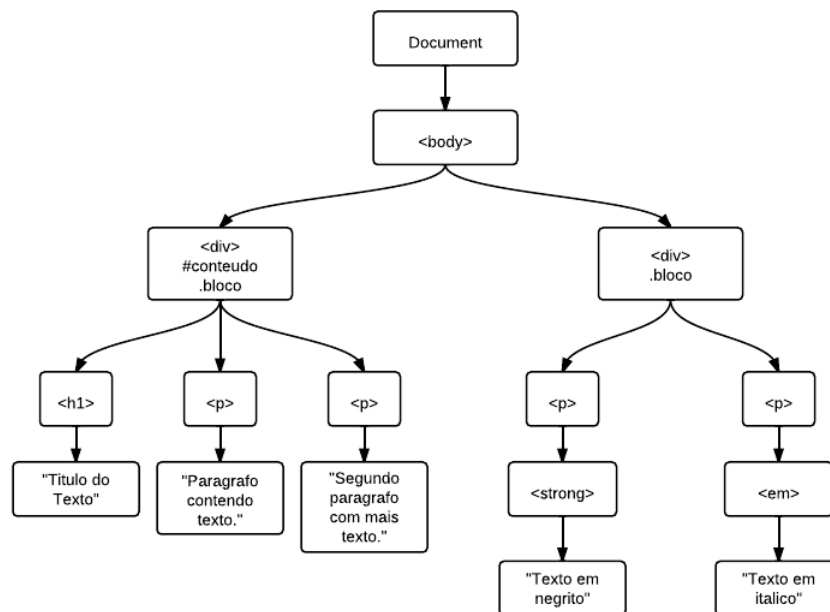 Document
<body>
<div>
#conteudo
.bloco
<div>
.bloco
<h1>
<p>
<p>
<p>
<p>
"Titulo do
Texto"
"Paragrafo
contendo
texto."
"Segundo
paragrafo
com mais
texto."
<strong>
<em>
"Texto em
negrito"
"Texto em
italico"